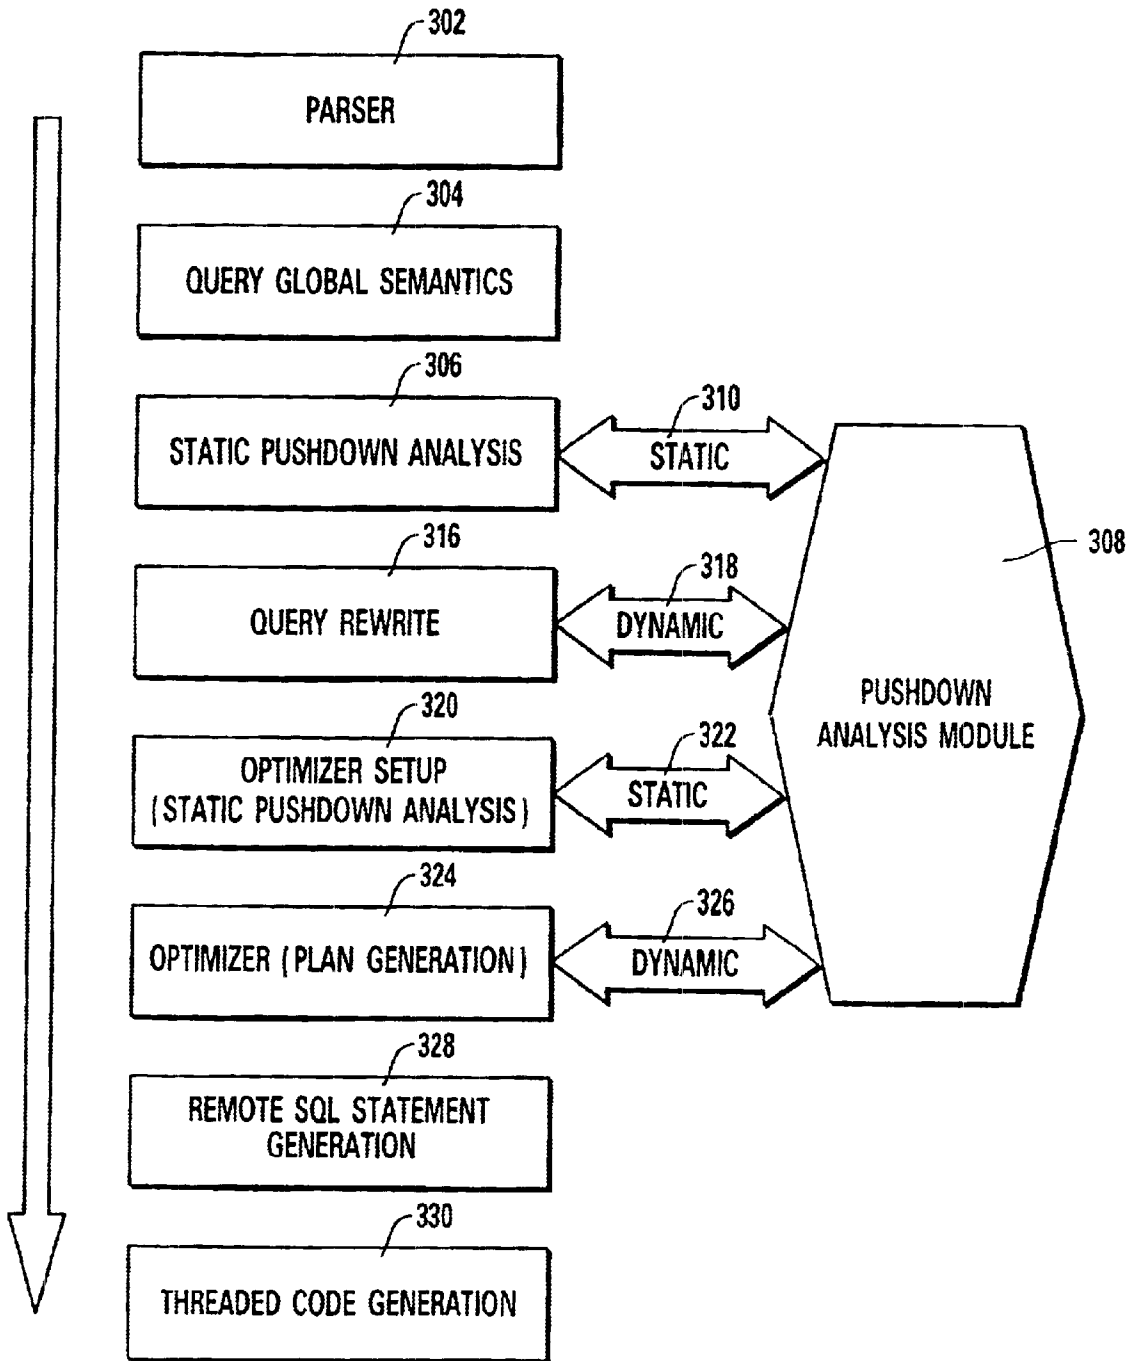 302
PARSER
304
QUERY GLOBAL SEMANTICS
306
STATIC PUSHDOWN ANALYSIS
310
STATIC
308
316
QUERY REWRITE
318
DYNAMIC
PUSHDOWN
ANALYSIS MODULE
320
OPTIMIZER SETUP
(STATIC PUSHDOWN ANALYSIS)
322
STATIC
324
OPTIMIZER (PLAN GENERATION)
326
DYNAMIC
328
REMOTE SQL STATEMENT
GENERATION
330
THREADED CODE GENERATION